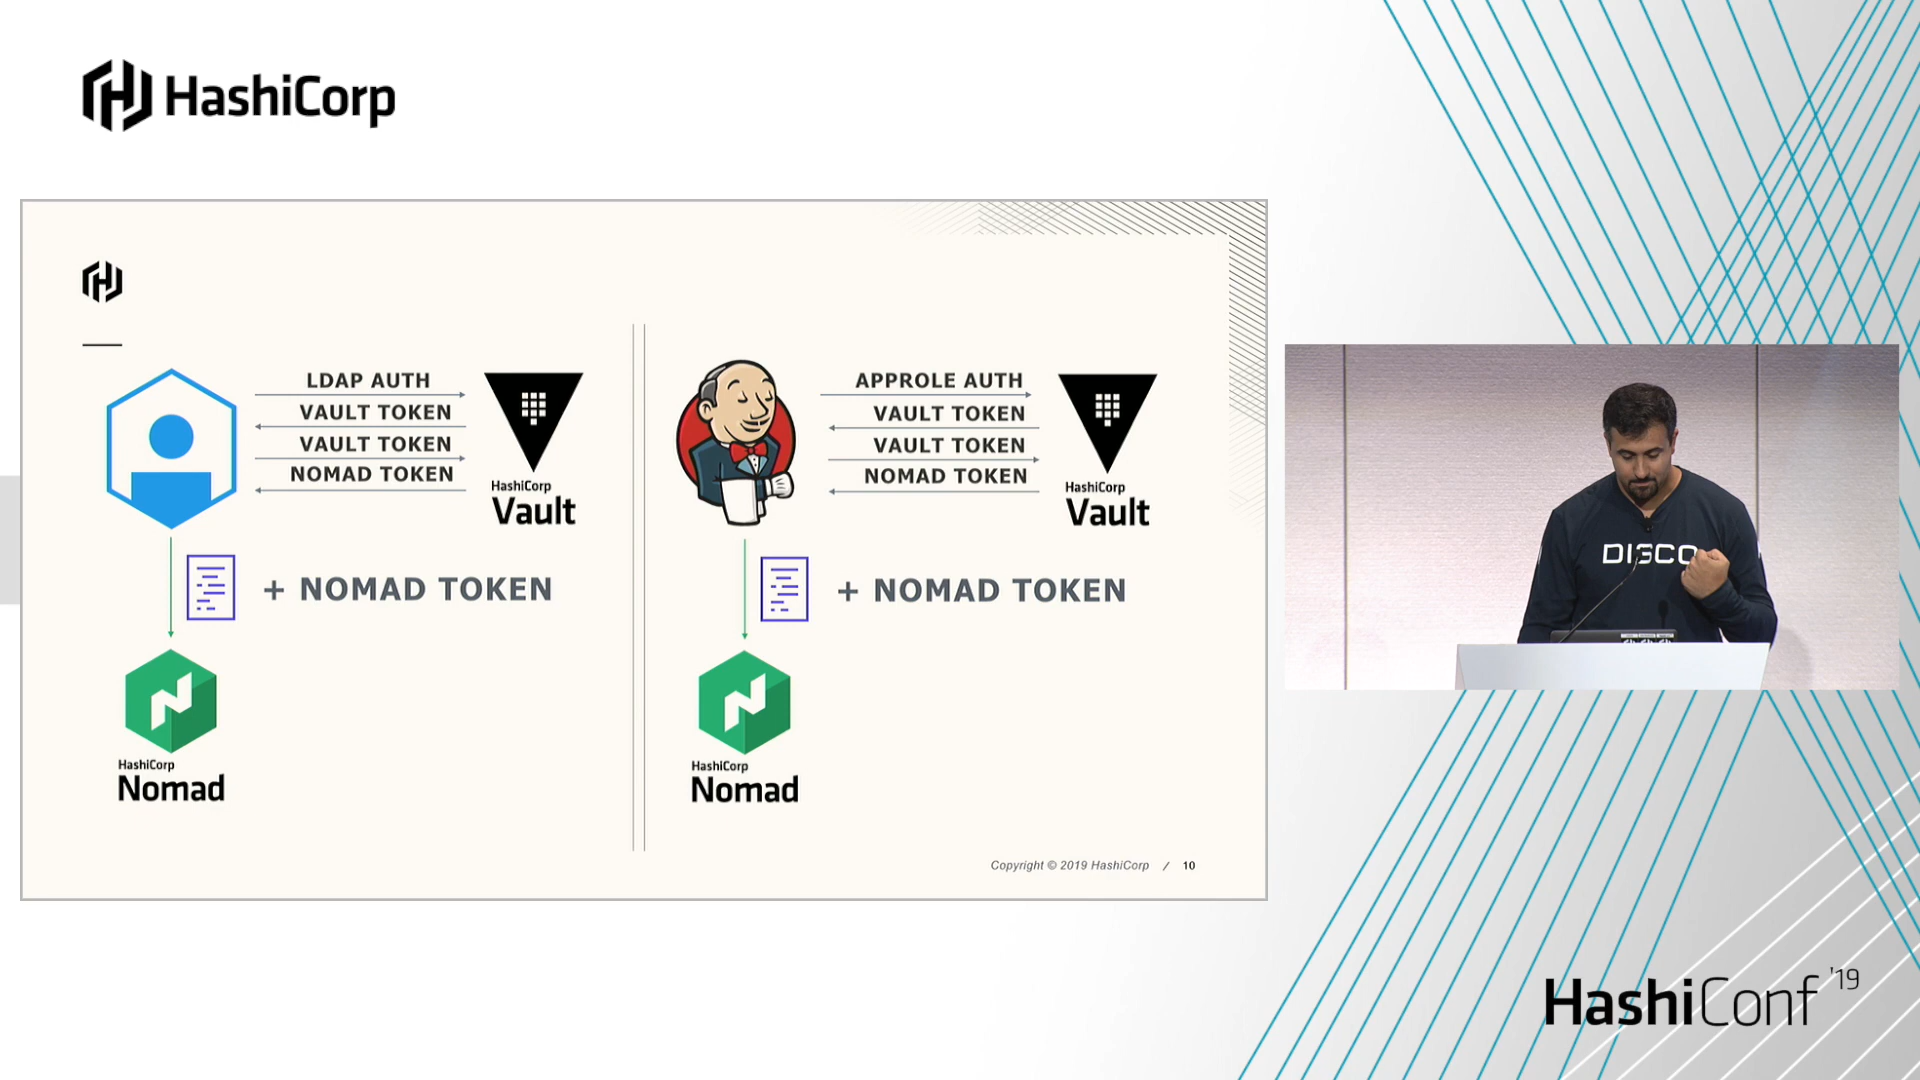 HashiCorp
LDAP AUTH
VAULT TOKEN
VAULT TOKEN
NOMAD TOKEN
HashiCorp
Vault
+ NOMAD TOKEN
HashiCorp
Nomad
APPROLE AUTH
VAULT TOKEN
VAULT TOKEN
NOMAD TOKEN
HashiCorp
Vault
+ NOMAD TOKEN
HashiCorp
Nomad
Copyright © 2019 HashiCorp / 10
DISCO
HashiConf '19